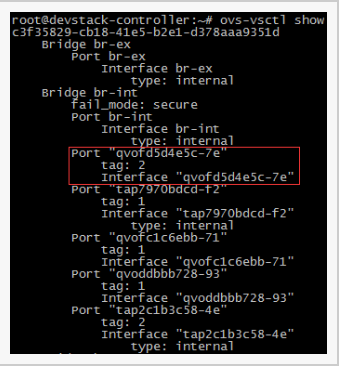 root@devstack-controller:~# ovs-vsctl show
c3f35829-cb18-41e5-b2e1-d378aaa9351d
Bridge br-ex
Port br-ex
Interface br-ex
type: internal
Bridge br-int
fail_mode: secure
Port br-int
Interface br-int
type: internal
Port "qvofd5d4e5c-7e"
tag: 2
Interface "qvofd5d4e5c-7e"
Port "tap7970bdcd-f2"
tag: 1
Interface "tap7970bdcd-f2"
type: internal
Port "qvofc1c6ebb-71"
tag: 1
Interface "qvofc1c6ebb-71"
Port "qvoddbbb728-93"
tag: 1
Interface "qvoddbbb728-93"
Port "tap2c1b3c58-4e"
tag: 2
Interface "tap2c1b3c58-4e"
type: internal